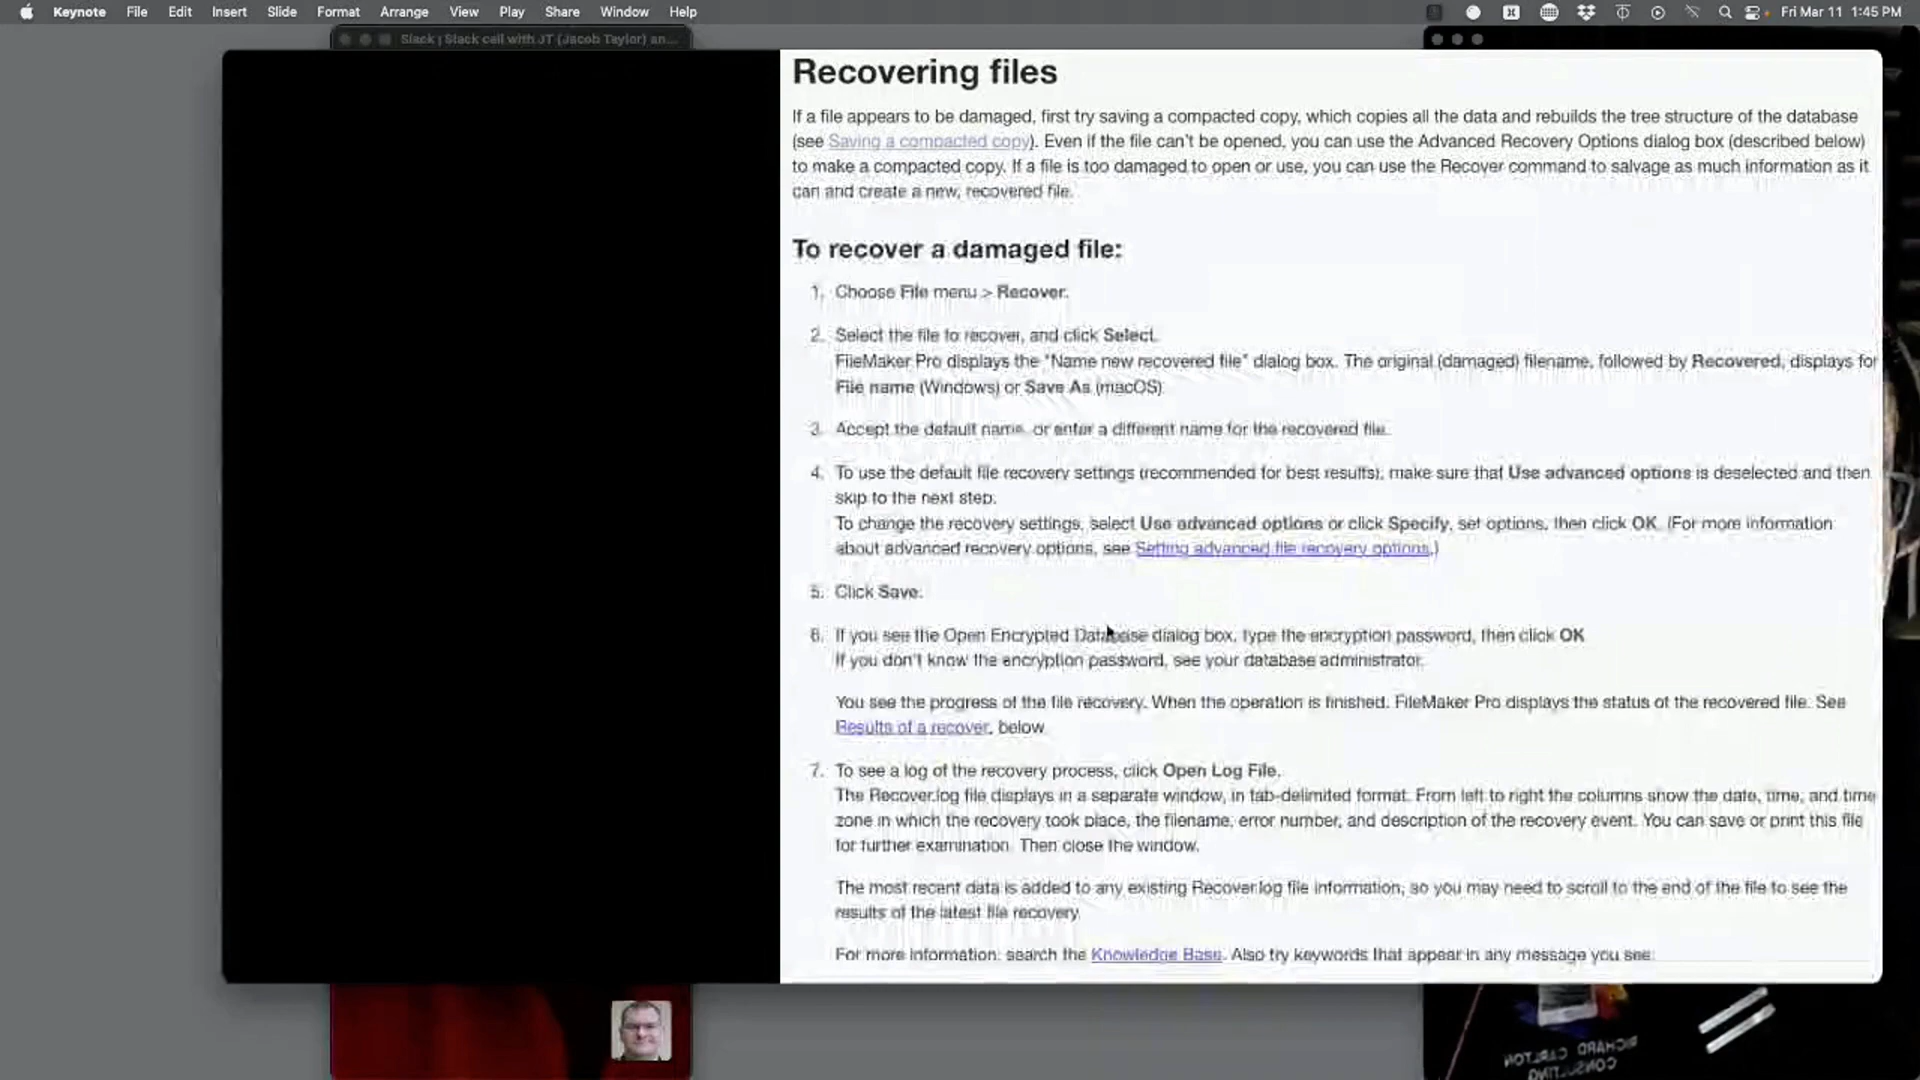 Keynote File Edit Insert Slide Format Arrange View Play Share Window Help Fri Mar 11 1:45 PM
Slack | Slack call with JT (Jacob Taylor) an...
Recovering files
If a file appears to be damaged, first try saving a compacted copy, which copies all the data and rebuilds the tree structure of the database
(see Saving a compacted copy). Even if the file can't be opened, you can use the Advanced Recovery Options dialog box (described below)
to make a compacted copy. If a file is too damaged to open or use, you can use the Recover command to salvage as much information as it
can and create a new, recovered file.
To recover a damaged file:
1. Choose File menu > Recover.
2. Select the file to recover, and click Select.
FileMaker Pro displays the "Name new recovered file" dialog box. The original (damaged) filename, followed by Recovered, displays for
File name (Windows) or Save As (macOS).
3. Accept the default name, or enter a different name for the recovered file.
4. To use the default file recovery settings (recommended for best results), make sure that Use advanced options is deselected and then
skip to the next step.
To change the recovery settings, select Use advanced options or click Specify, set options, then click OK. (For more information
about advanced recovery options, see Setting advanced file recovery options.)
5. Click Save.
6. If you see the Open Encrypted Database dialog box, type the encryption password, then click OK
If you don't know the encryption password, see your database administrator.
You see the progress of the file recovery. When the operation is finished, FileMaker Pro displays the status of the recovered file. See
Results of a recover, below
7. To see a log of the recovery process, click Open Log File.
The Recover.log file displays in a separate window, in tab-delimited format. From left to right the columns show the date, time, and time
zone in which the recovery took place, the filename, error number, and description of the recovery event. You can save or print this file
for further examination. Then close the window.
The most recent data is added to any existing Recover.log file information, so you may need to scroll to the end of the file to see the
results of the latest file recovery.
For more information, search the Knowledge Base. Also try keywords that appear in any message you see.
RICHARD CARLTON
CONSULTING